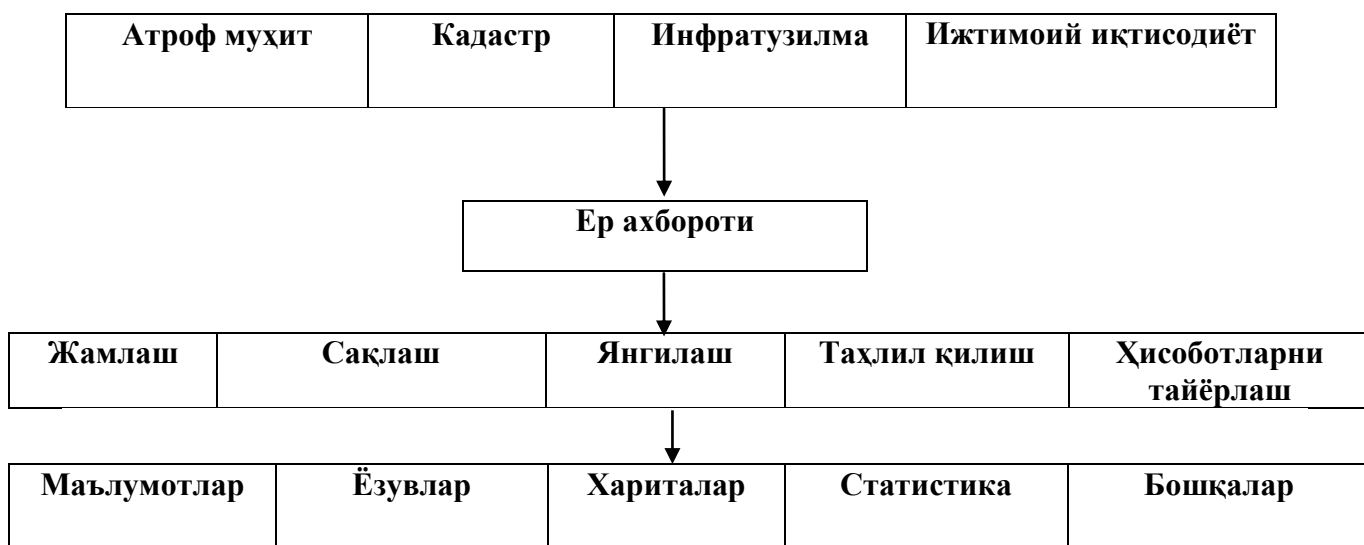 Атроф муҳит Кадастр Инфратузилма Ижтимоий иқтисодиёт
Ер ахбороти
Жамлаш Сақлаш Янгилаш Таҳлил қилиш Ҳисоботларни
тайёрлаш
Маълумотлар Ёзувлар Хариталар Статистика Бошқалар